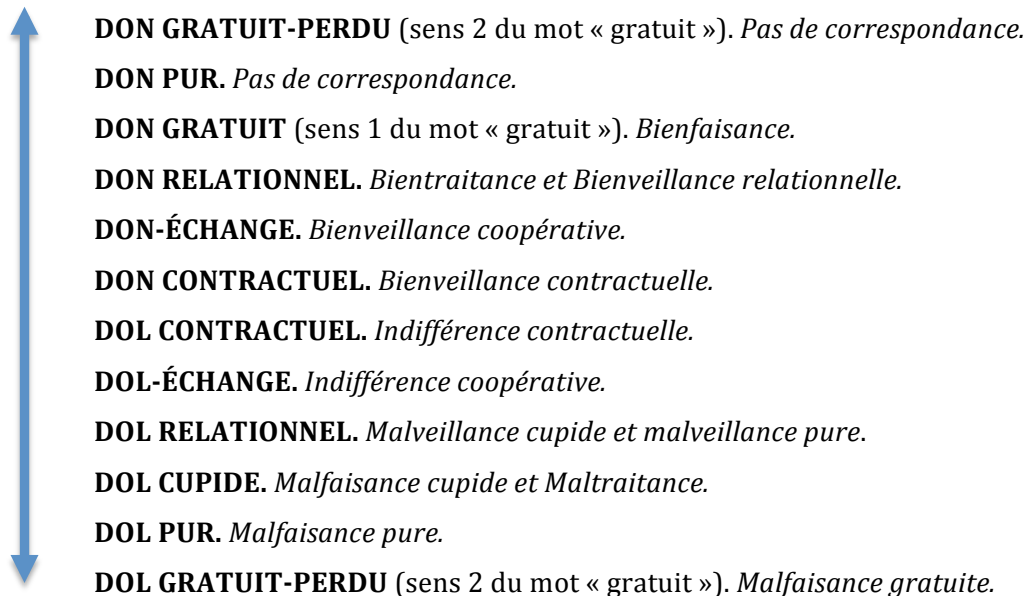 DON GRATUIT-PERDU (sens 2 du mot « gratuit »). Pas de correspondance.
DON PUR. Pas de correspondance.
DON GRATUIT (sens 1 du mot « gratuit »). Bienfaisance.
DON RELATIONNEL. Bientraitance et Bienveillance relationnelle.
DON-ÉCHANGE. Bienveillance coopérative.
DON CONTRACTUEL. Bienveillance contractuelle.
DOL CONTRACTUEL. Indifférence contractuelle.
DOL-ÉCHANGE. Indifférence coopérative.
DOL RELATIONNEL. Malveillance cupide et malveillance pure.
DOL CUPIDE. Malfaisance cupide et Maltraitance.
DOL PUR. Malfaisance pure.
DOL GRATUIT-PERDU (sens 2 du mot « gratuit »). Malfaisance gratuite.